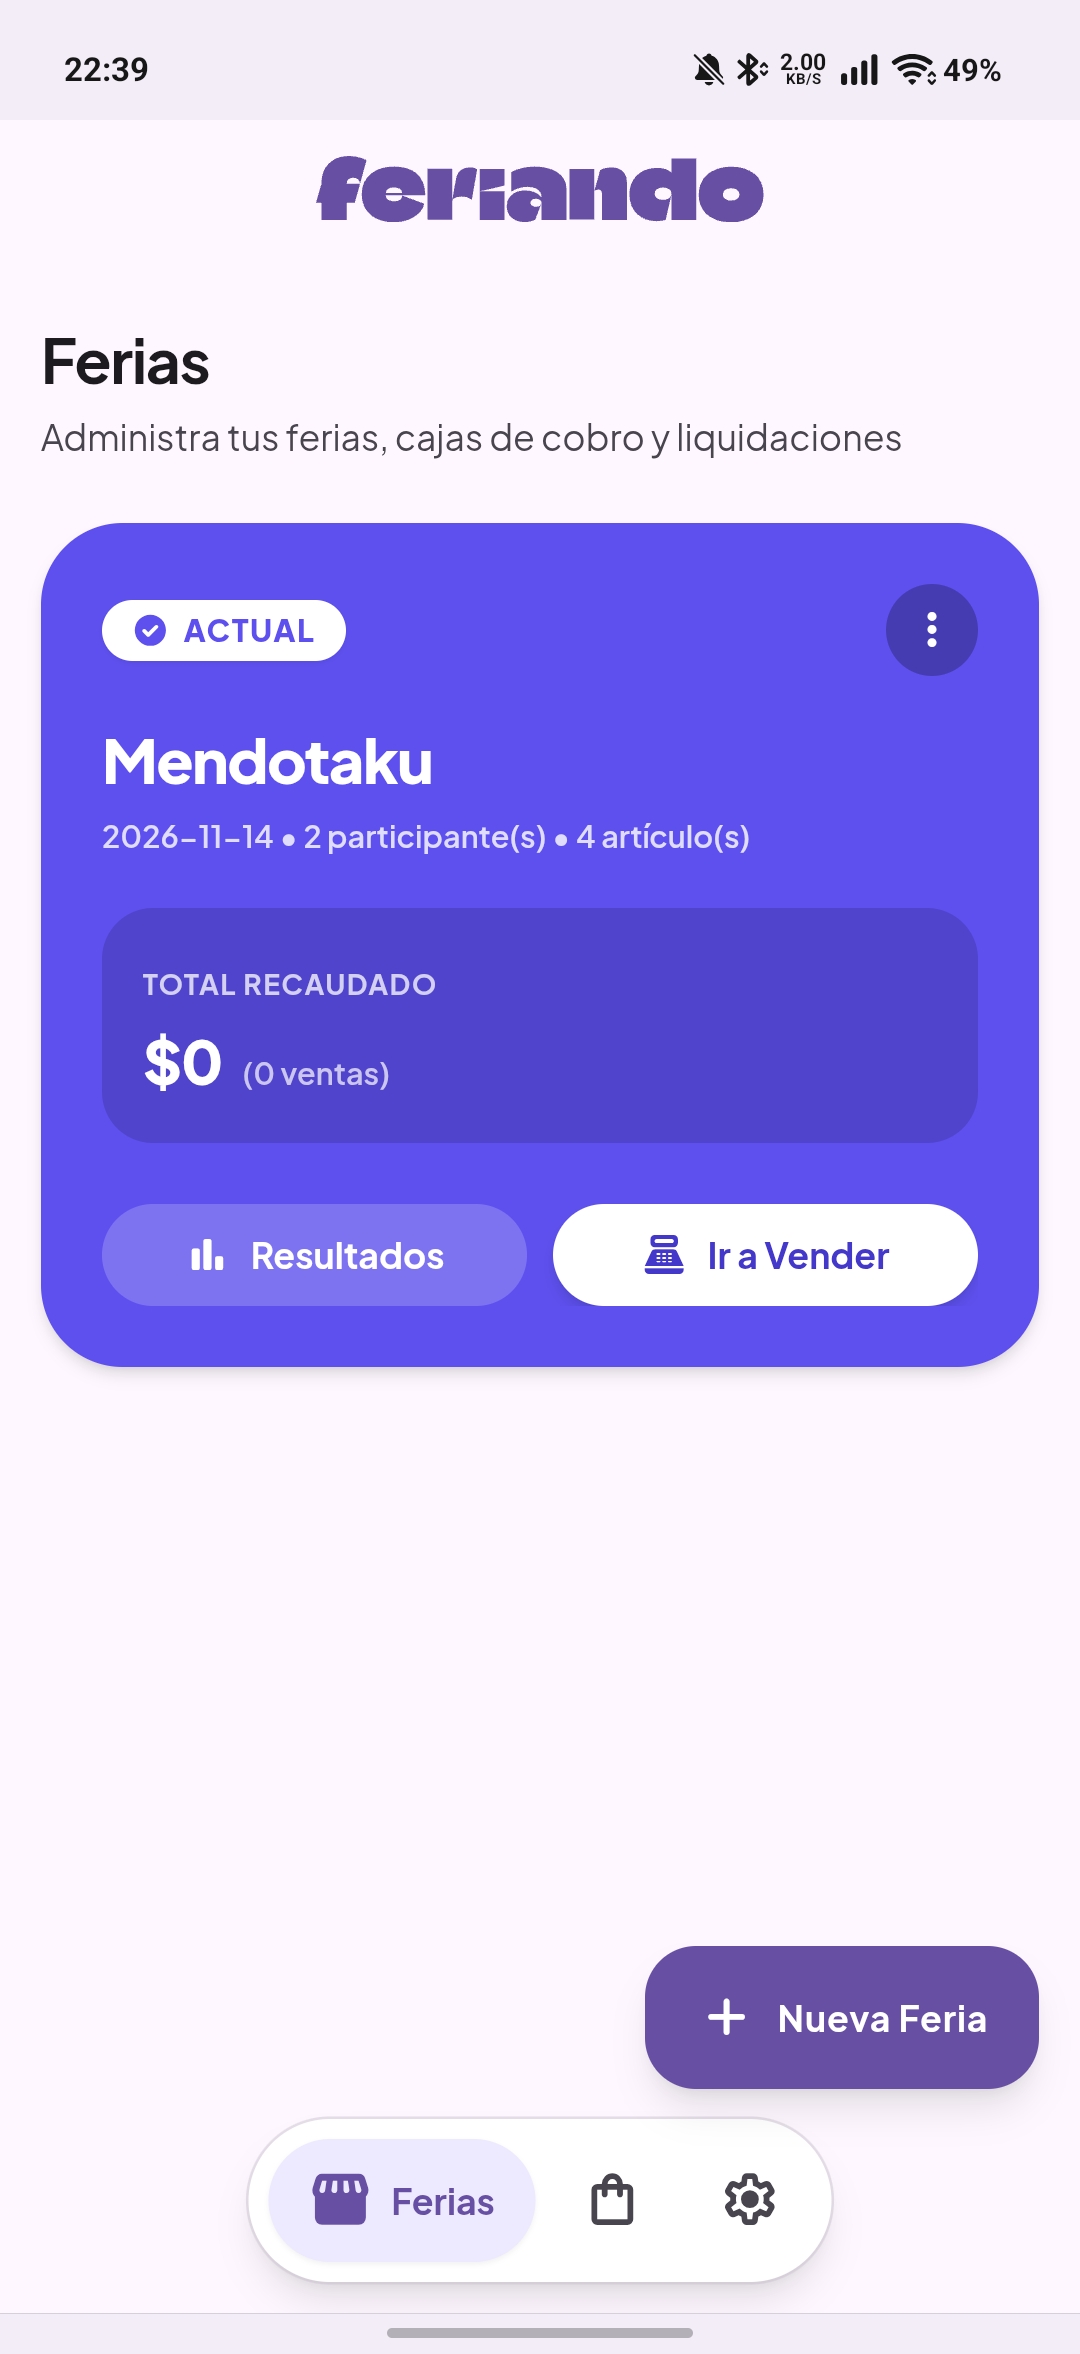 22:39
2.00
KB/S
49%
feriando
Ferias
Administra tus ferias, cajas de cobro y liquidaciones
ACTUAL
Mendotaku
2026-11-14 • 2 participante(s) • 4 artículo(s)
TOTAL RECAUDADO
$0 (0 ventas)
Resultados
Ir a Vender
Nueva Feria
Ferias